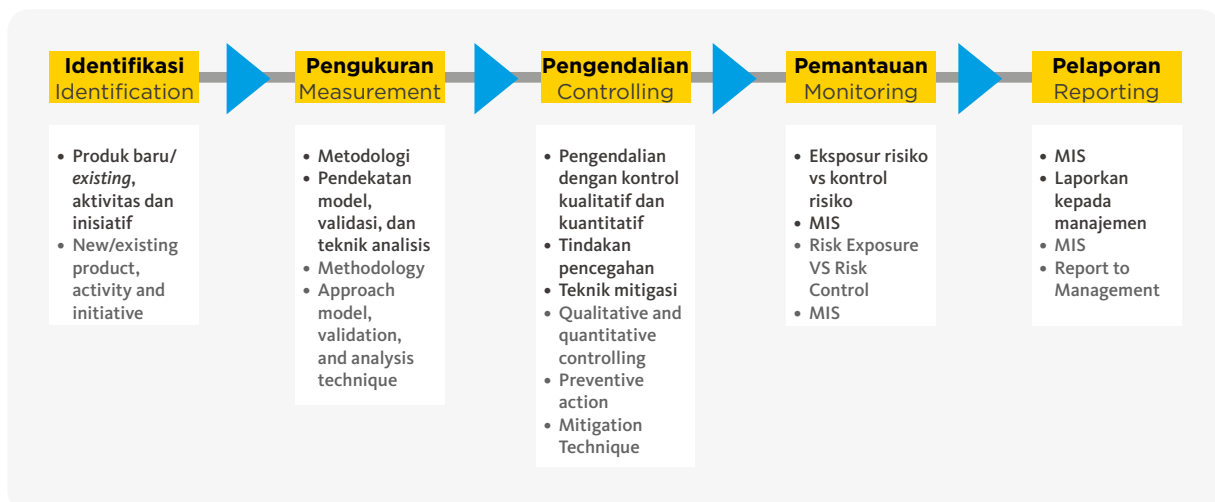 Identifikasi
Identification
• Produk baru/
existing,
aktivitas dan
inisiatif
• New/existing
product,
activity and
initiative
Pengukuran
Measurement
• Metodologi
• Pendekatan
model,
validasi, dan
teknik analisis
• Methodology
• Approach
model,
validation,
and analysis
technique
Pengendalian
Controlling
• Pengendalian
dengan kontrol
kualitatif dan
kuantitatif
• Tindakan
pencegahan
• Teknik mitigasi
• Qualitative and
quantitative
controlling
• Preventive
action
• Mitigation
Technique
Pemantauan
Monitoring
• Eksposur risiko
vs kontrol
risiko
• MIS
• Risk Exposure
VS Risk
Control
• MIS
Pelaporan
Reporting
• MIS
• Laporkan
kepada
manajemen
• MIS
• Report to
Management